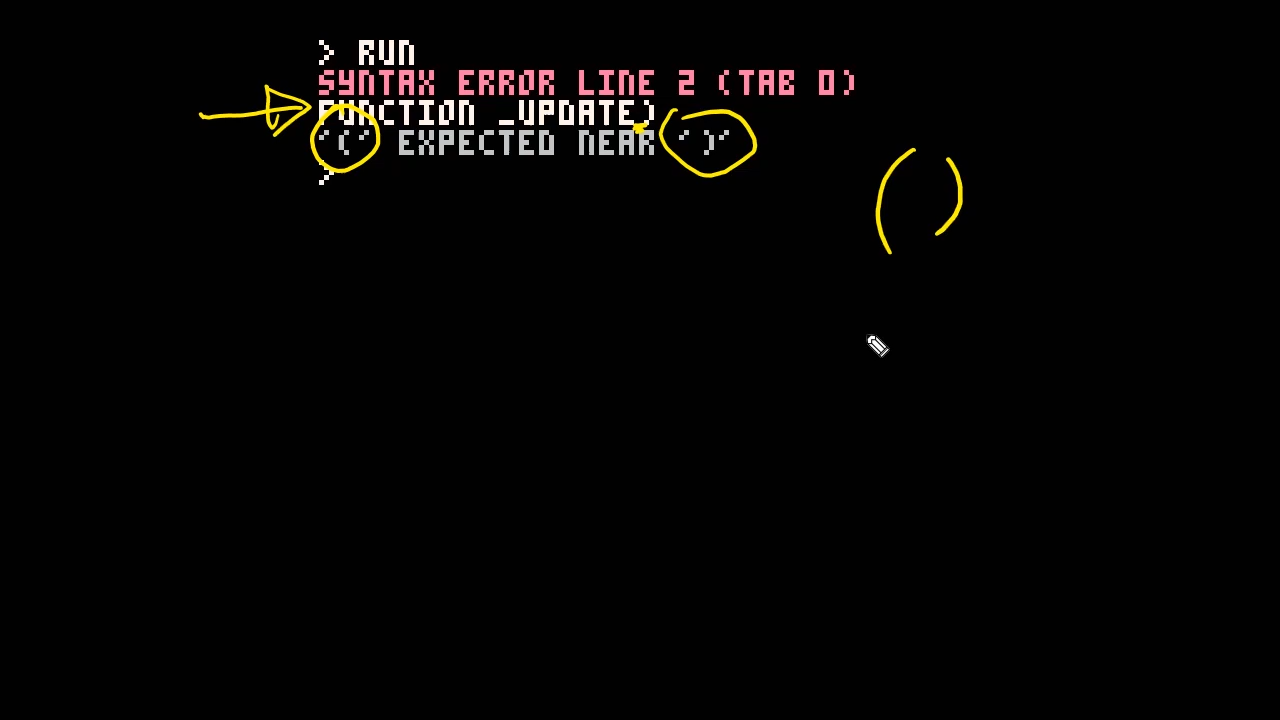 > RUN
SYNTAX ERROR LINE 2 (TAB 0)
FUNCTION _UPDATE)
'(' EXPECTED NEAR ')'
>
( )